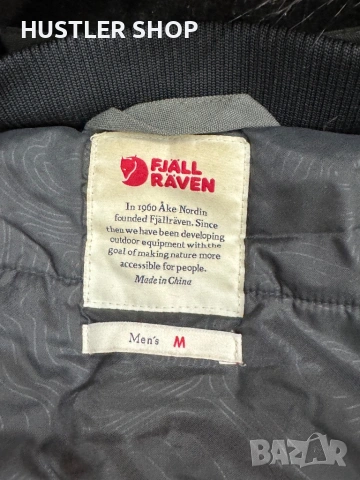 HUSTLER SHOP
FJÄLL
RÄVEN
In 1960 Åke Nordin
founded Fjällräven. Since
then we have been developing
outdoor equipment with the
goal of making nature more
accessible for people.
Made in China
Men's M
BAZAR